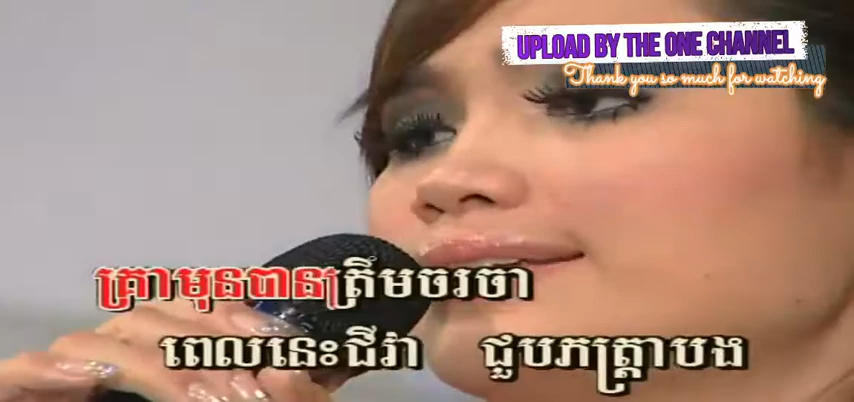 UPLOAD BY THE ONE CHANNEL
Thank you so much for watching
គ្រាមុនបានត្រឹមចរចា
ពេលនេះជីវា ជួបភត្ត្រាបង